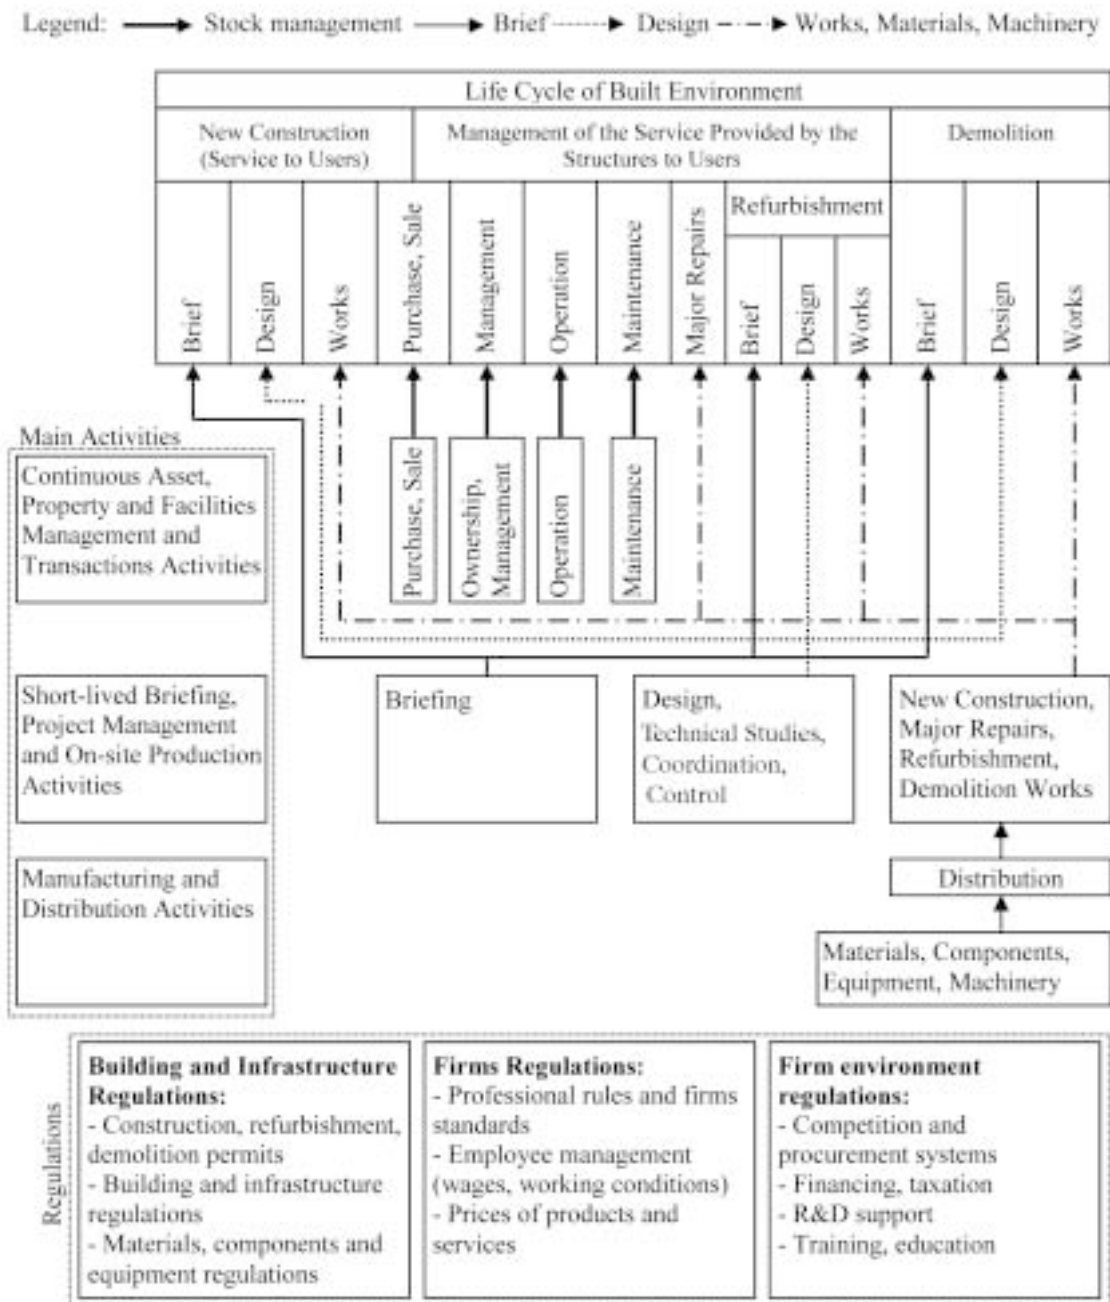 Legend: Stock management Brief Design Works, Materials, Machinery
Life Cycle of Built Environment
New Construction
(Service to Users)
Management of the Service Provided by the
Structures to Users
Demolition
Brief
Design
Works
Purchase, Sale
Management
Operation
Maintenance
Major Repairs
Refurbishment
Brief
Design
Works
Brief
Design
Works
Main Activities
Continuous Asset,
Property and Facilities
Management and
Transactions Activities
Purchase, Sale
Ownership,
Management
Operation
Maintenance
Short-lived Briefing,
Project Management
and On-site Production
Activities
Briefing
Design,
Technical Studies,
Coordination,
Control
New Construction,
Major Repairs,
Refurbishment,
Demolition Works
Manufacturing and
Distribution Activities
Distribution
Materials, Components,
Equipment, Machinery
Regulations
Building and Infrastructure
Regulations:
- Construction, refurbishment,
demolition permits
- Building and infrastructure
regulations
- Materials, components and
equipment regulations
Firms Regulations:
- Professional rules and firms
standards
- Employee management
(wages, working conditions)
- Prices of products and
services
Firm environment
regulations:
- Competition and
procurement systems
- Financing, taxation
- R&D support
- Training, education